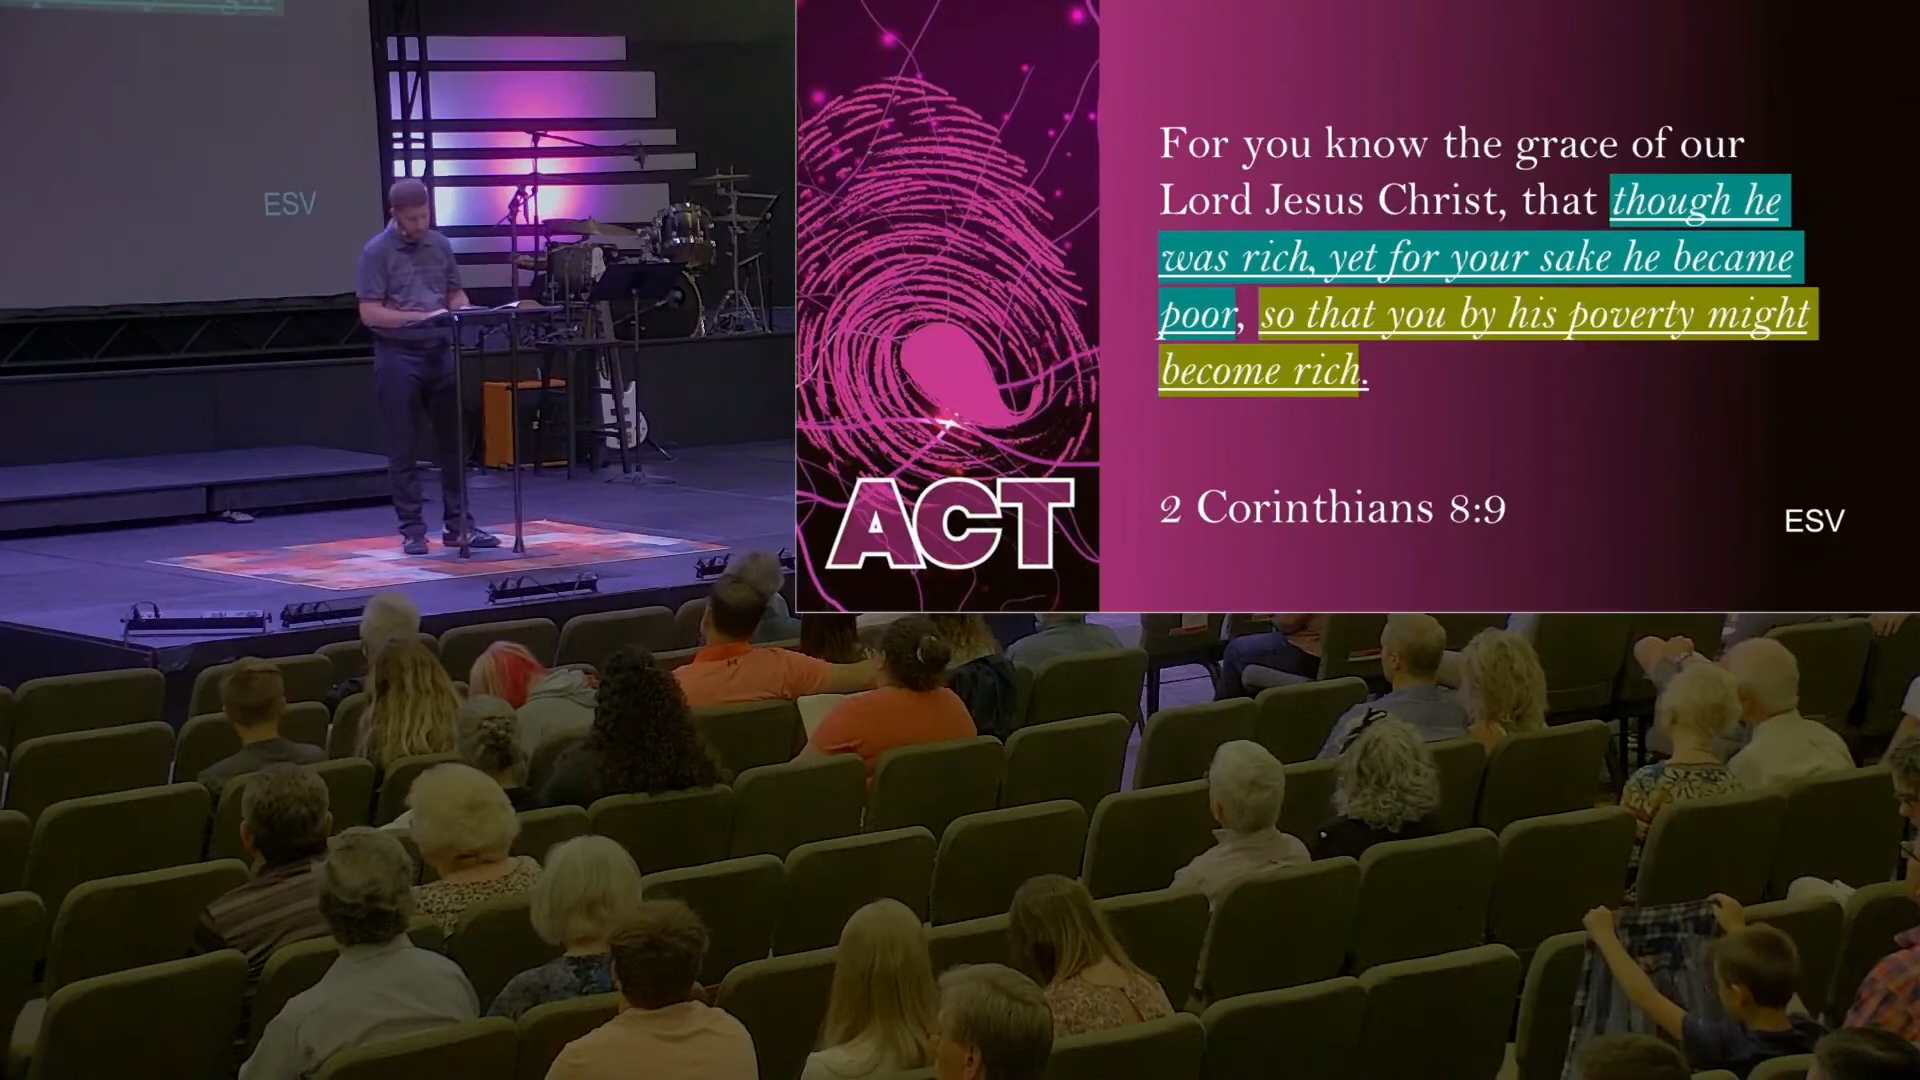 ESV
For you know the grace of our
Lord Jesus Christ, that though he
was rich, yet for your sake he became
poor, so that you by his poverty might
become rich.
2 Corinthians 8:9
ESV
ACT